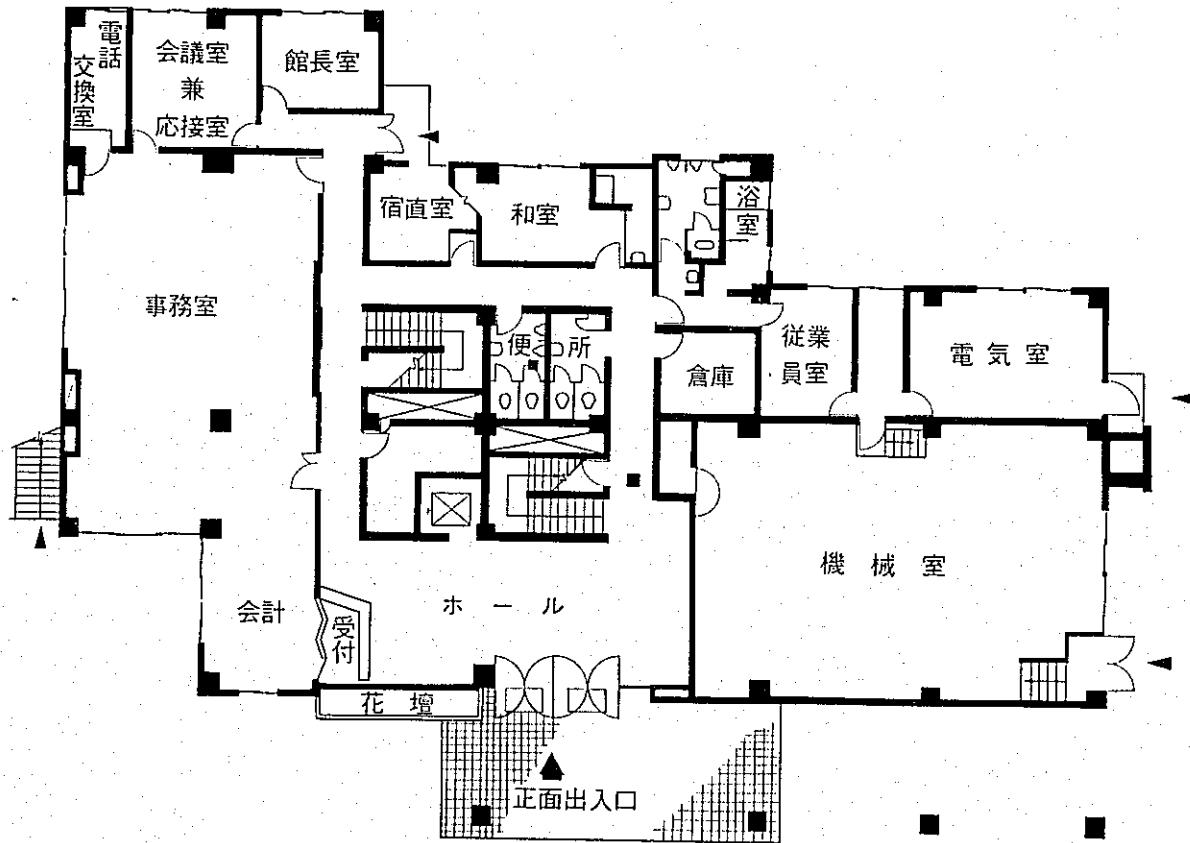 電話
交換室
会議室
兼
応接室
館長室
宿直室
和室
浴室
事務室
便所
倉庫
従業
員室
電気室
機械室
ホール
会計
受付
花壇
正面出入口